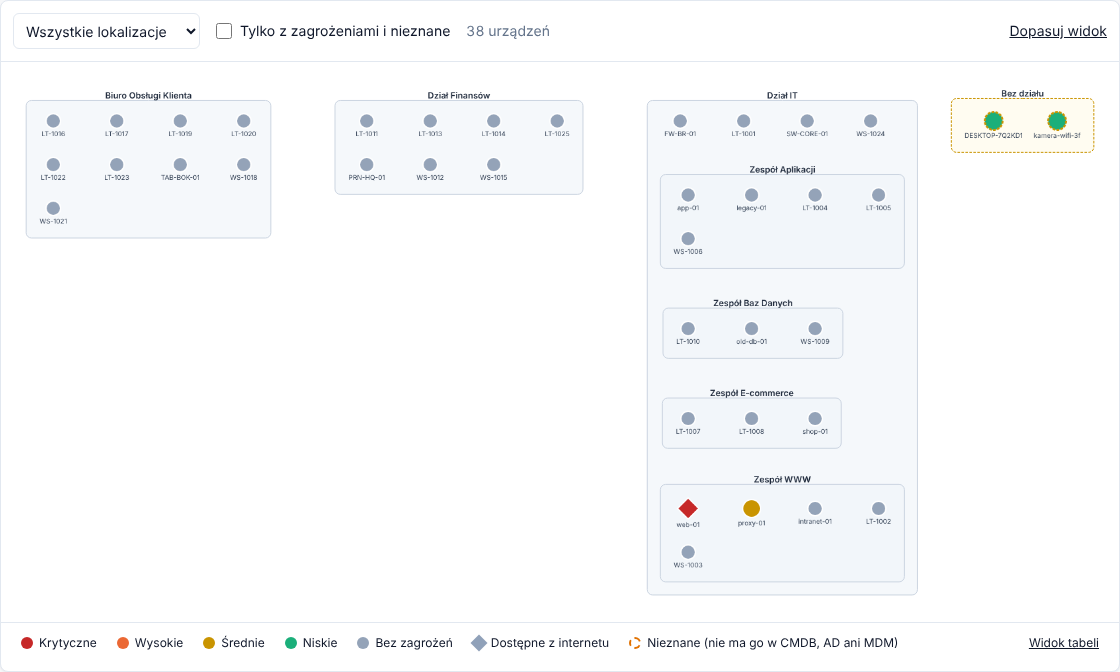 Wszystkie lokalizacje
Tylko z zagrożeniami i nieznane
38 urządzeń
Dopasuj widok
Biuro Obsługi Klienta
LT-1016 LT-1017 LT-1019 LT-1020
LT-1022 LT-1023 TAB-BOK-01 WS-1018
WS-1021
Dział Finansów
LT-1011 LT-1013 LT-1014 LT-1025
PRN-HQ-01 WS-1012 WS-1015
Dział IT
FW-BR-01 LT-1001 SW-CORE-01 WS-1024
Zespół Aplikacji
app-01 legacy-01 LT-1004 LT-1005
WS-1006
Zespół Baz Danych
LT-1010 old-db-01 WS-1009
Zespół E-commerce
LT-1007 LT-1008 shop-01
Zespół WWW
web-01 proxy-01 intranet-01 LT-1002
WS-1003
Bez działu
DESKTOP-7Q2KD1 kamera-wifi-3f
Krytyczne Wysokie Średnie Niskie Bez zagrożeń Dostępne z internetu Nieznane (nie ma go w CMDB, AD ani MDM)
Widok tabeli